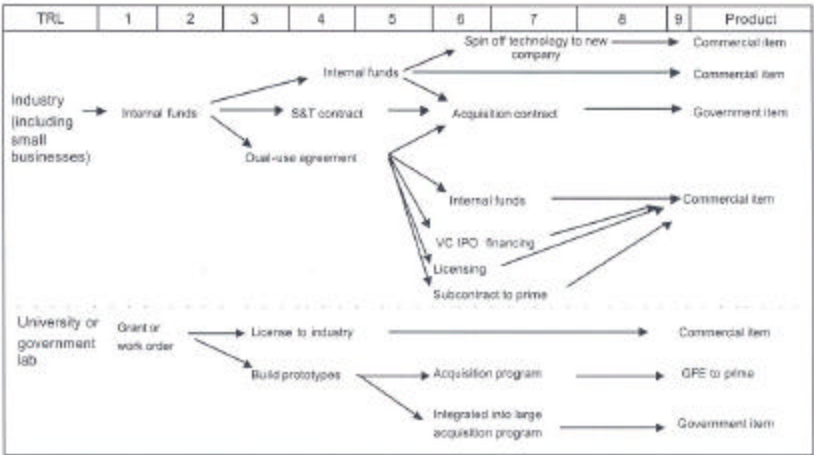 TRL 1 2 3 4 5 6 7 8 9 Product
Spin off technology to new
company
Commercial item
Internal funds
Commercial item
Industry
(including
small
businesses)
Internal funds
S&T contract
Acquisition contract
Government item
Dual-use agreement
Internal funds
Commercial item
VC IPO financing
Licensing
Subcontract to prime
University or
government
lab
Grant or
work order
License to industry
Commercial item
Build prototypes
Acquisition program
GFE to prime
Integrated into large
acquisition program
Government item